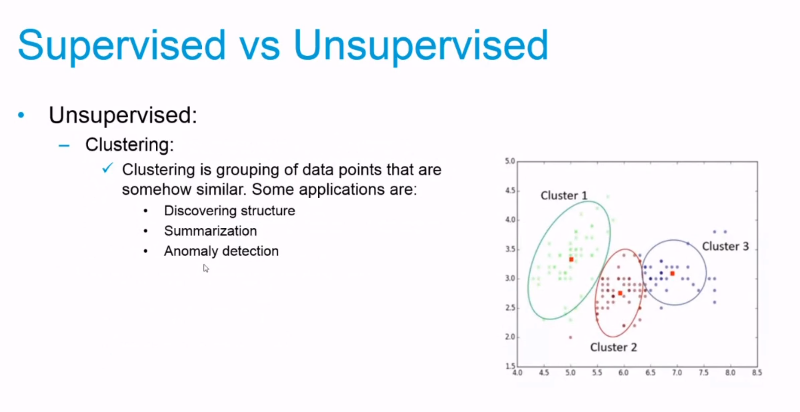 Supervised vs Unsupervised
• Unsupervised:
– Clustering:
✓ Clustering is grouping of data points that are
somehow similar. Some applications are:
• Discovering structure
• Summarization
• Anomaly detection
5.0
4.5
4.0
3.5
3.0
2.5
2.0
1.5
Cluster 1
Cluster 3
Cluster 2
4.0 4.5 5.0 5.5 6.0 6.5 7.0 7.5 8.0 8.5